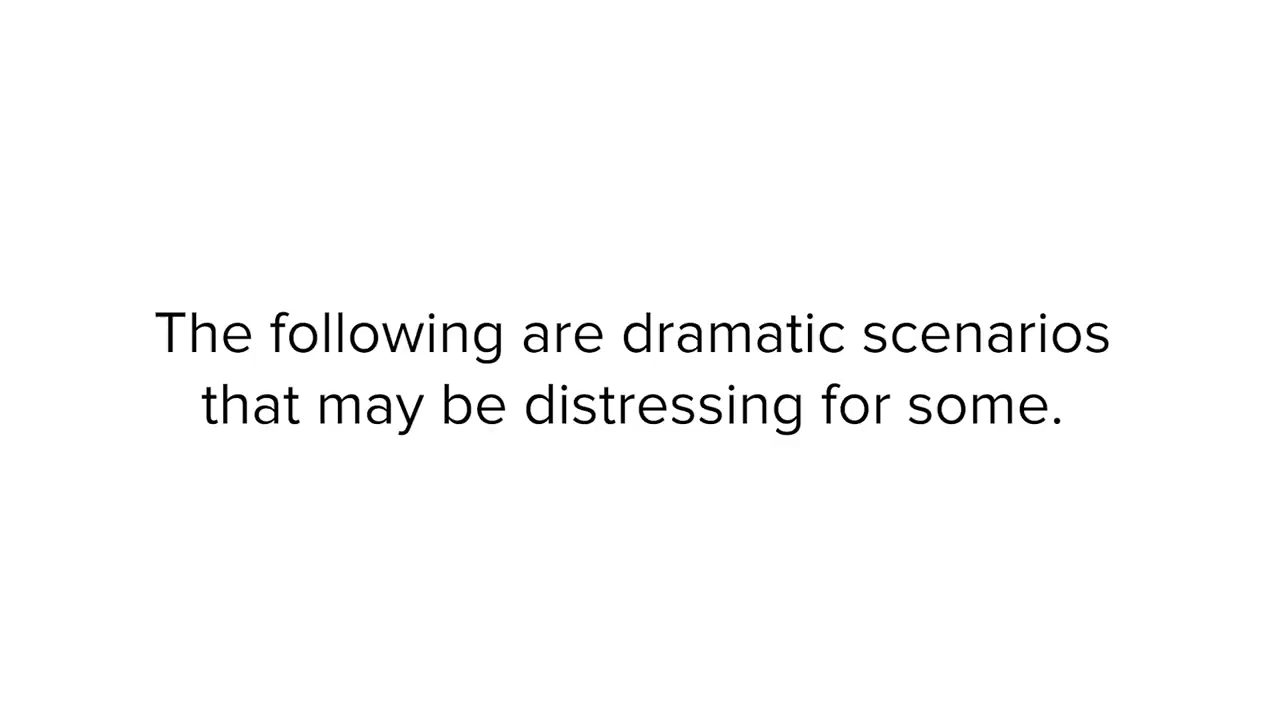 The following are dramatic scenarios
that may be distressing for some.